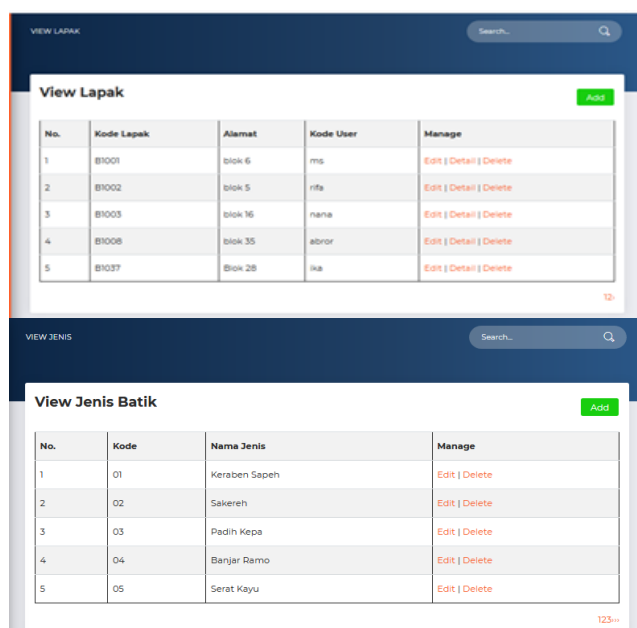 VIEW LAPAK Search...
View Lapak
Add
No. Kode Lapak Alamat Kode User Manage
1 B1001 blok 6 ms Edit | Detail | Delete
2 B1002 blok 5 rifa Edit | Detail | Delete
3 B1003 blok 16 nana Edit | Detail | Delete
4 B1008 blok 35 abror Edit | Detail | Delete
5 B1037 Blok 28 ika Edit | Detail | Delete
12›
VIEW JENIS Search...
View Jenis Batik
Add
No. Kode Nama Jenis Manage
1 01 Keraben Sapeh Edit | Delete
2 02 Sakereh Edit | Delete
3 03 Padih Kepa Edit | Delete
4 04 Banjar Ramo Edit | Delete
5 05 Serat Kayu Edit | Delete
123›››